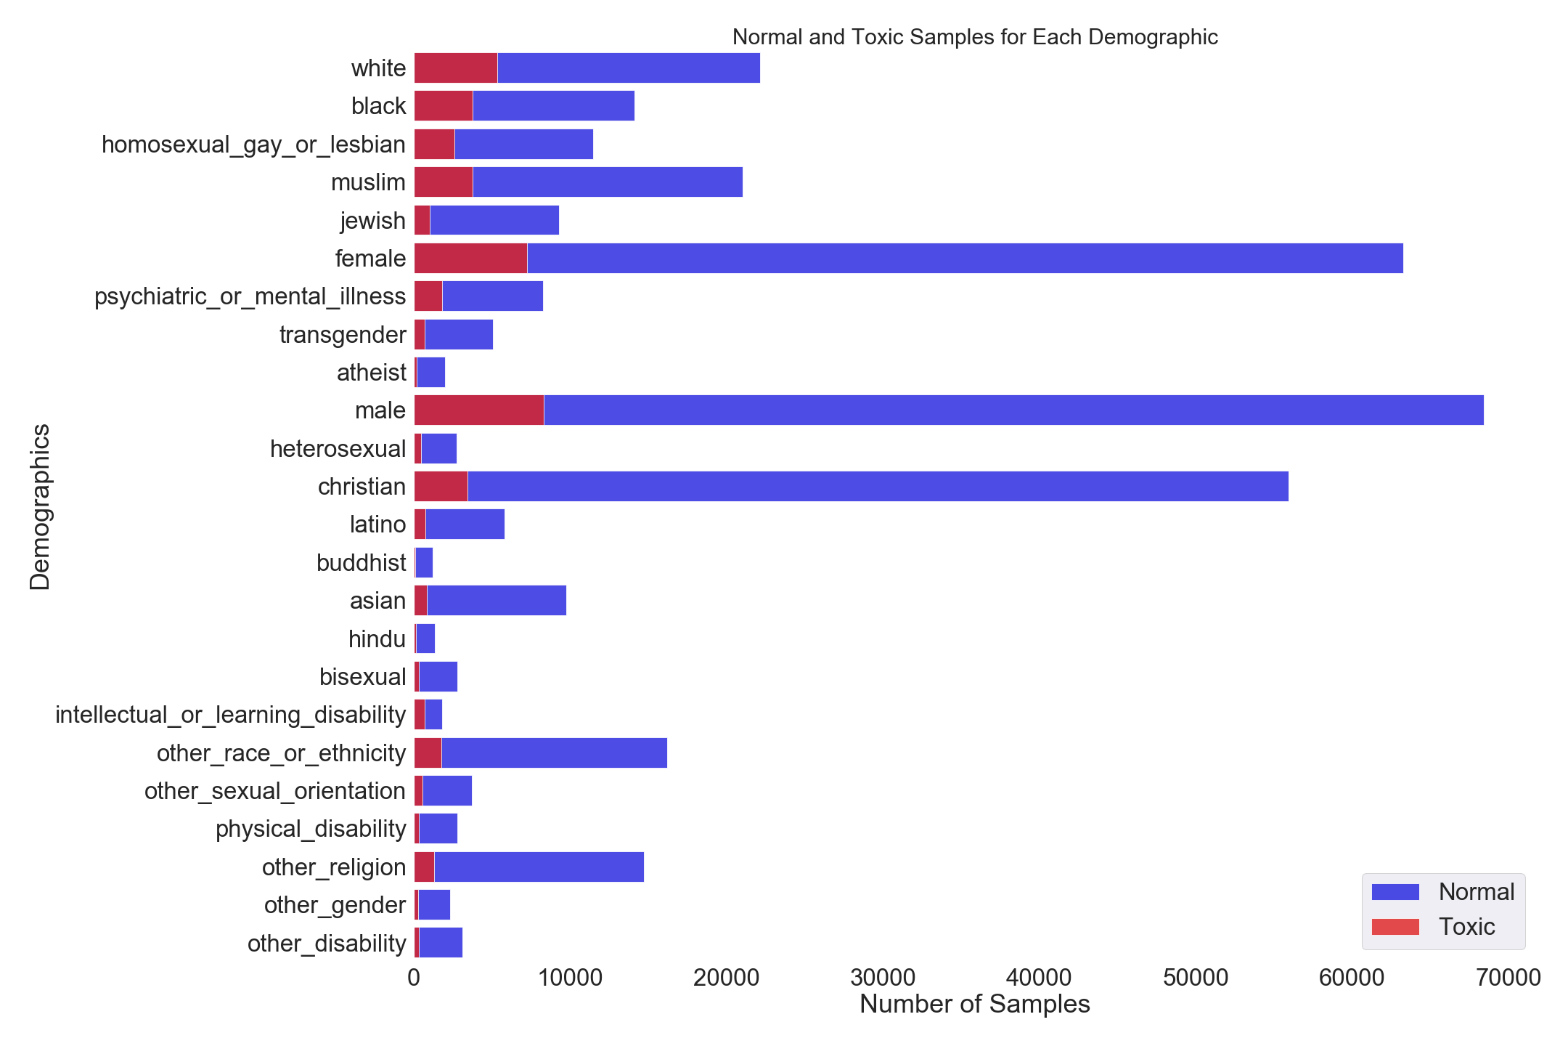 Normal and Toxic Samples for Each Demographic
white
black
homosexual_gay_or_lesbian
muslim
jewish
female
psychiatric_or_mental_illness
transgender
atheist
male
heterosexual
christian
latino
buddhist
asian
hindu
bisexual
intellectual_or_learning_disability
other_race_or_ethnicity
other_sexual_orientation
physical_disability
other_religion
other_gender
other_disability
Demographics
Normal
Toxic
0 10000 20000 30000 40000 50000 60000 70000
Number of Samples